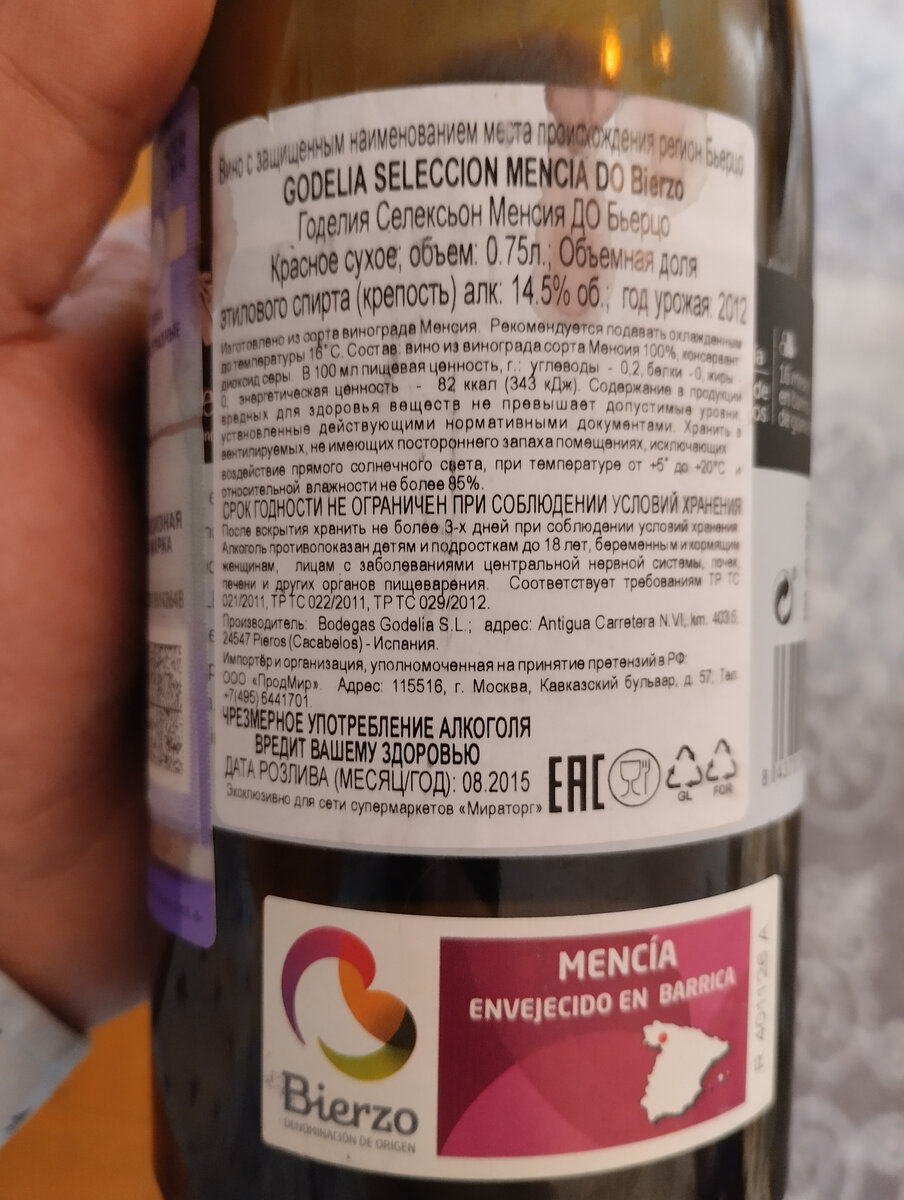 Вино с защищенным наименованием места происхождения регион Бьерцо
GODELIA SELECCION MENCIA DO Bierzo
Годелия Селексьон Менсия ДО Бьерцо
Красное сухое; объем: 0.75л.; Объемная доля
этилового спирта (крепость) алк: 14.5% об.; год урожая: 2012
Изготовлено из сорта винограда Менсия. Рекомендуется подавать охлажденным
до температуры 16°С. Состав: вино из винограда сорта Менсия 100%, консервант
диоксид серы. В 100 мл пищевая ценность, г.: углеводы - 0,2, белки -0, жиры -
0; энергетическая ценность - 82 ккал (343 кДж). Содержание в продукции
вредных для здоровья веществ не превышает допустимые уровни,
установленные действующими нормативными документами. Хранить в
вентилируемых, не имеющих постороннего запаха помещениях, исключающих
воздействие прямого солнечного света, при температуре от +5° до +20°С и
относительной влажности не более 85%.
СРОК ГОДНОСТИ НЕ ОГРАНИЧЕН ПРИ СОБЛЮДЕНИИ УСЛОВИЙ ХРАНЕНИЯ
После вскрытия хранить не более 3-х дней при соблюдении условий хранения.
Алкоголь противопоказан детям и подросткам до 18 лет, беременным и кормящим
женщинам, лицам с заболеваниями центральной нервной системы, почек,
печени и других органов пищеварения. Соответствует требованиям ТР ТС
021/2011, ТР ТС 022/2011, ТР ТС 029/2012.
Производитель: Bodegas Godelia S.L.; адрес: Antigua Carretera N.VI, km. 403.5,
24547 Pieros (Cacabelos) - Испания.
Импортёр и организация, уполномоченная на принятие претензий в РФ:
ООО «ПродМир». Адрес: 115516, г. Москва, Кавказский бульвар, д. 57, Тел.
+7(495)6441701.
ЧРЕЗМЕРНОЕ УПОТРЕБЛЕНИЕ АЛКОГОЛЯ
ВРЕДИТ ВАШЕМУ ЗДОРОВЬЮ
ДАТА РОЗЛИВА (МЕСЯЦ/ГОД): 08.2015
Эксклюзивно для сети супермаркетов «Мираторг»
EAC
GL
FOR
MENCÍA
ENVEJECIDO EN BARRICA
Bierzo
DENOMINACIÓN DE ORIGEN
R 401126 A